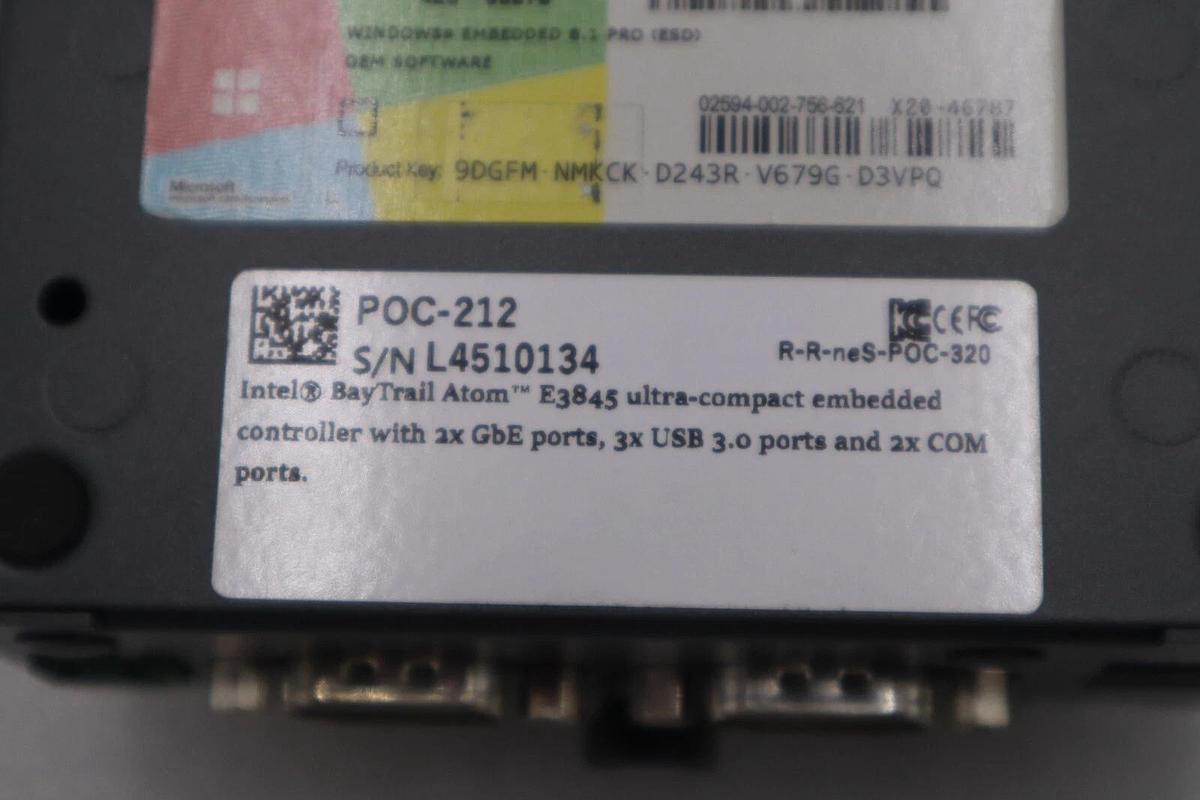 WINDOWS® EMBEDDED 8.1 PRO (ESD)
OEM SOFTWARE
02594-002-756-621 X20-46787
Product Key: 9DGFM-NMKCK-D243R-V679G-D3VPQ
Microsoft
POC-212
S/N L4510134
R-R-neS-POC-320
Intel® BayTrail Atom™ E3845 ultra-compact embedded
controller with 2x GbE ports, 3x USB 3.0 ports and 2x COM
ports.